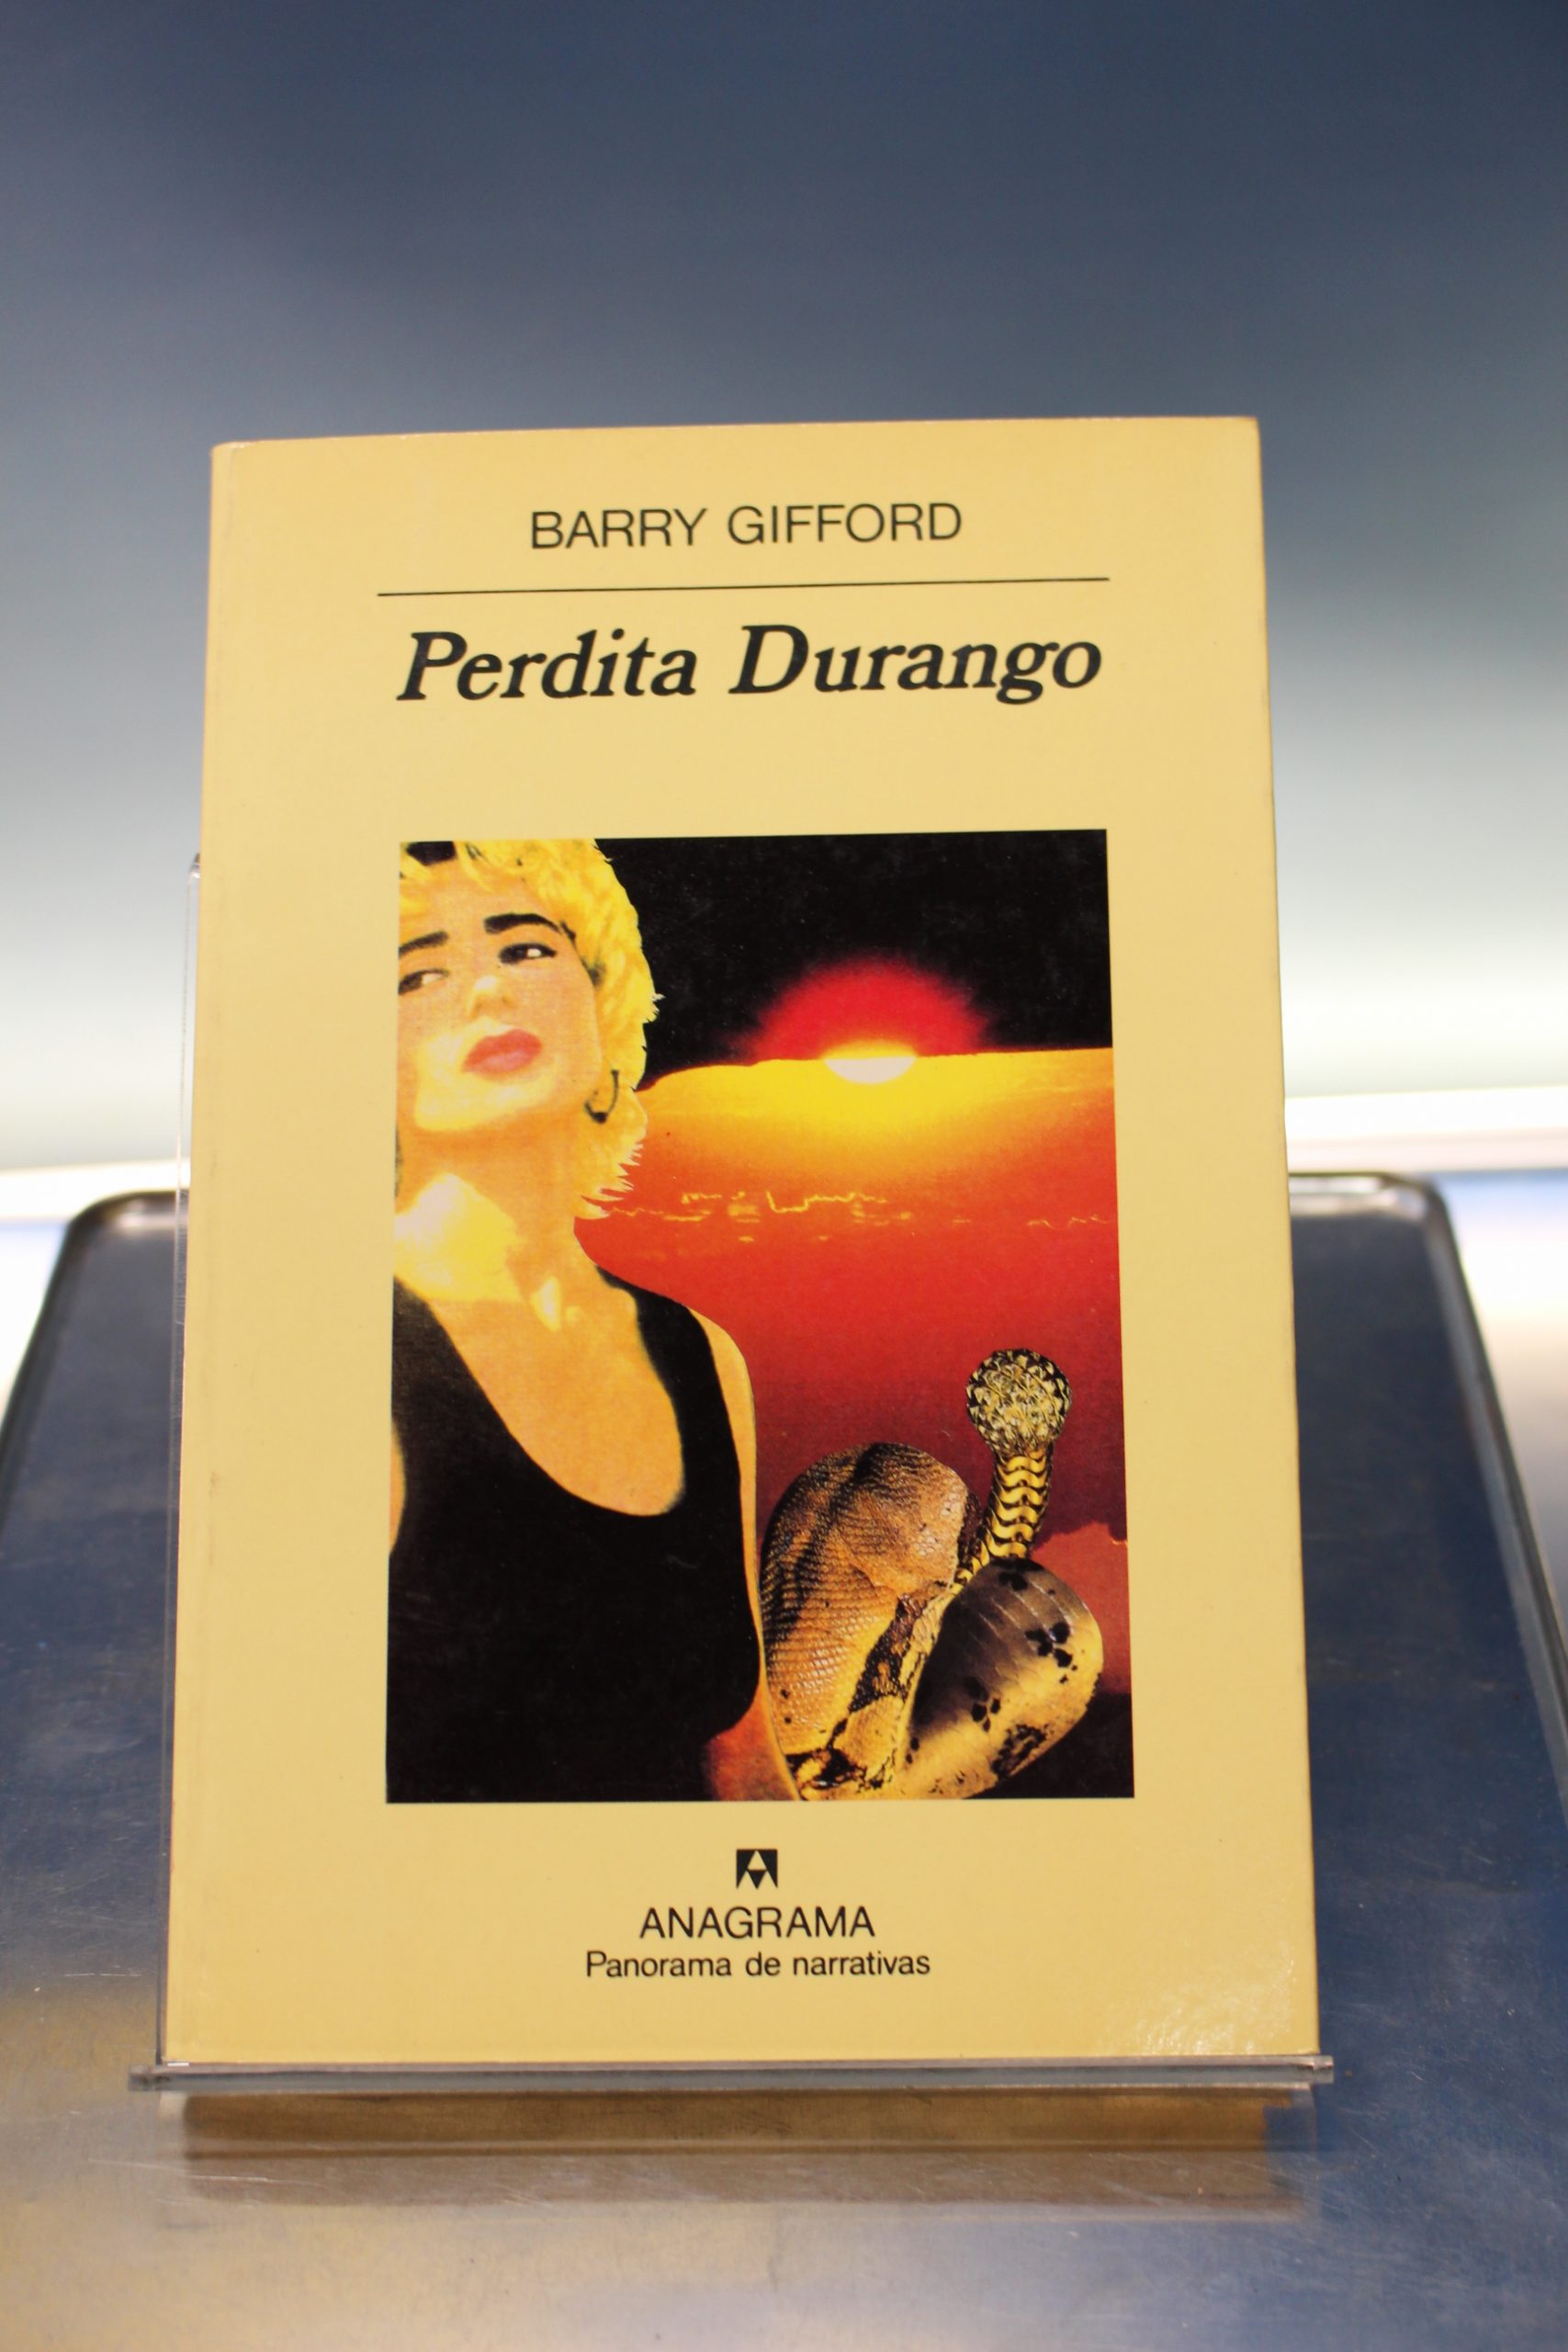 BARRY GIFFORD
Perdita Durango
ANAGRAMA
Panorama de narrativas